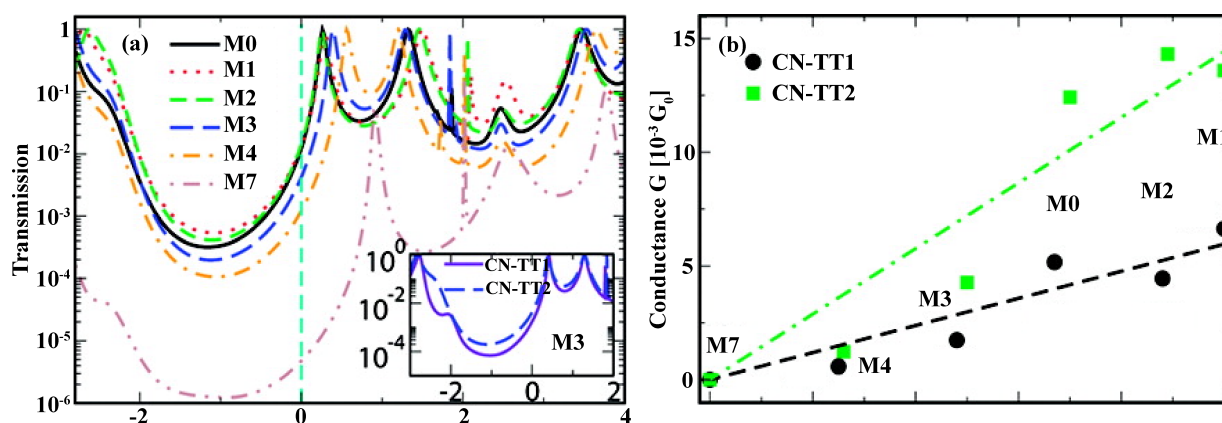 (a)
M0
M1
M2
M3
M4
M7
Transmission
1
10-1
10-2
10-3
10-4
10-5
10-6
-2
0
2
4
CN-TT1
CN-TT2
M3
100
10-2
10-4
-2
0
2
(b)
CN-TT1
CN-TT2
Conductance G [10-3 G0]
15
10
5
0
M7
M4
M3
M0
M2